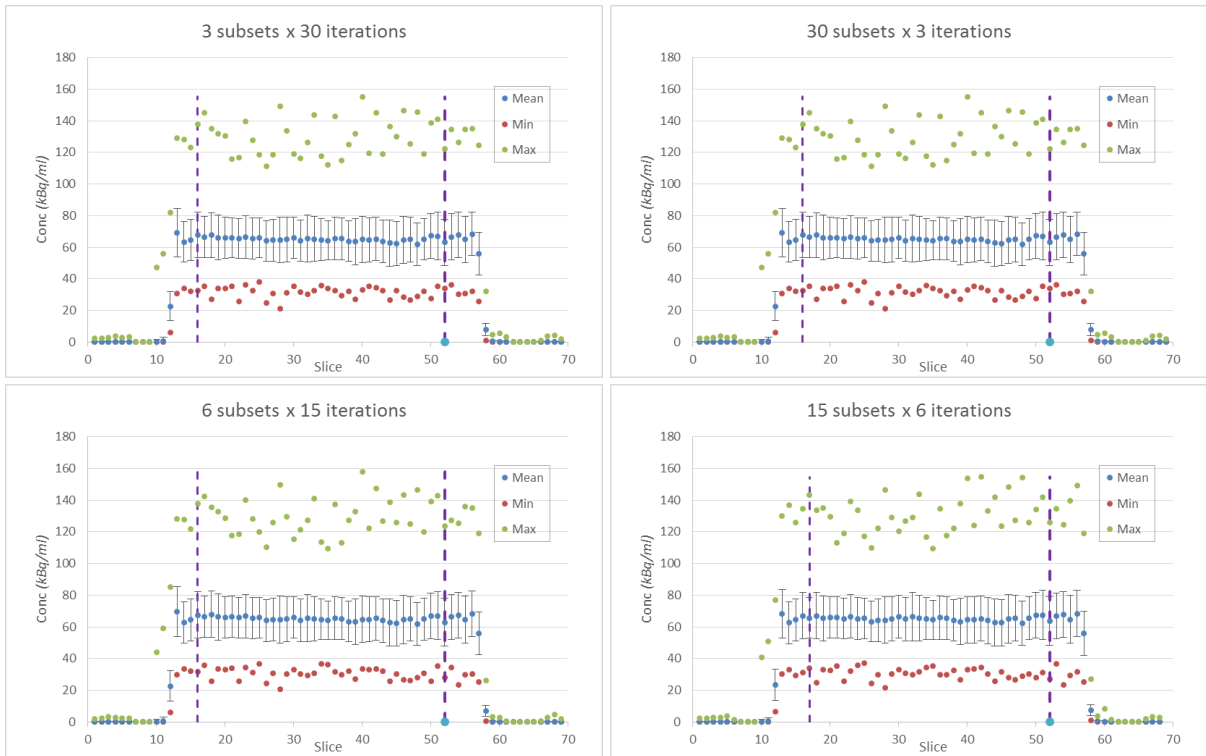 3 subsets x 30 iterations
180
160
140
120
100
80
60
40
20
0
Conc (kBq/ml)
Mean
Min
Max
0 10 20 30 40 50 60 70
Slice
30 subsets x 3 iterations
180
160
140
120
100
80
60
40
20
0
Conc (kBq/ml)
Mean
Min
Max
0 10 20 30 40 50 60 70
Slice
6 subsets x 15 iterations
180
160
140
120
100
80
60
40
20
0
Conc (kBq/ml)
Mean
Min
Max
0 10 20 30 40 50 60 70
Slice
15 subsets x 6 iterations
180
160
140
120
100
80
60
40
20
0
Conc (kBq/ml)
Mean
Min
Max
0 10 20 30 40 50 60 70
Slice